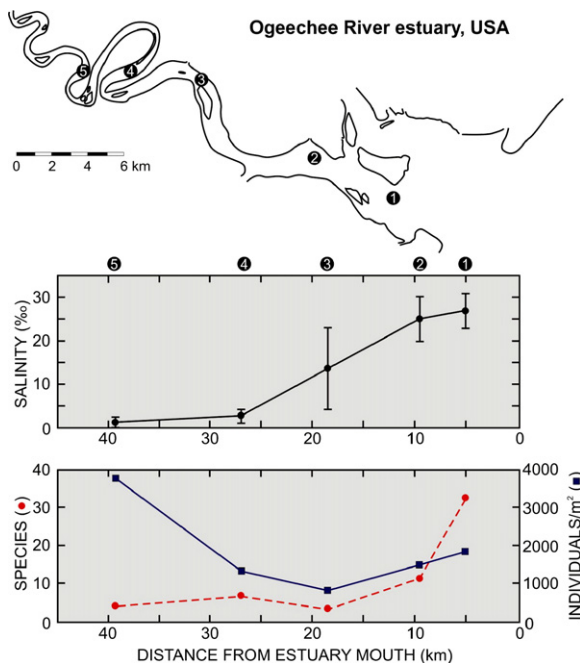 Ogeechee River estuary, USA
5 4 3 2 1
0 2 4 6 km
5 4 3 2 1
SALINITY (‰)
30
20
10
0
40 30 20 10 0
SPECIES (●)
40
30
20
10
0
INDIVIDUALS/m² (■)
4000
3000
2000
1000
0
40 30 20 10 0
DISTANCE FROM ESTUARY MOUTH (km)